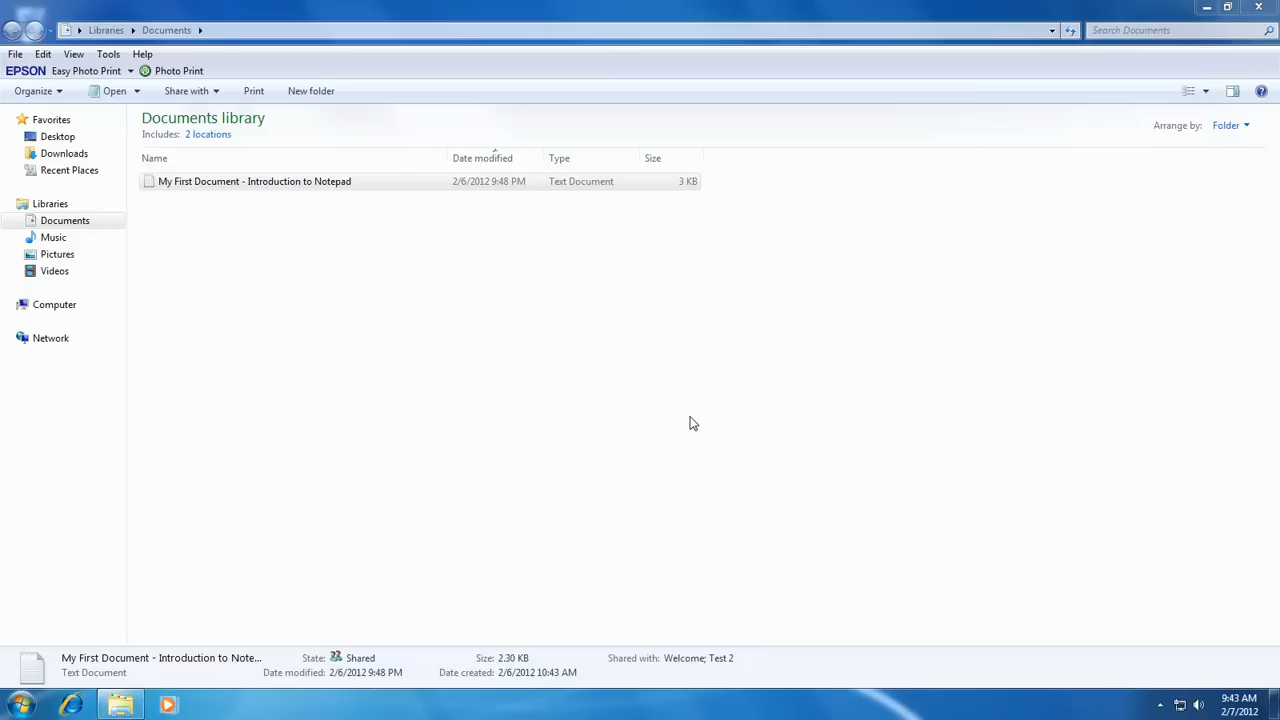 Libraries Documents Search Documents
File Edit View Tools Help
EPSON Easy Photo Print Photo Print
Organize Open Share with Print New folder
Documents library
Includes: 2 locations
Arrange by: Folder
Favorites
Desktop
Downloads
Recent Places
Libraries
Documents
Music
Pictures
Videos
Computer
Network
Name Date modified Type Size
My First Document - Introduction to Notepad 2/6/2012 9:48 PM Text Document 3 KB
My First Document - Introduction to Note... State: Shared Size: 2.30 KB Shared with: Welcome; Test 2
Text Document Date modified: 2/6/2012 9:48 PM Date created: 2/6/2012 10:43 AM
9:43 AM
2/7/2012